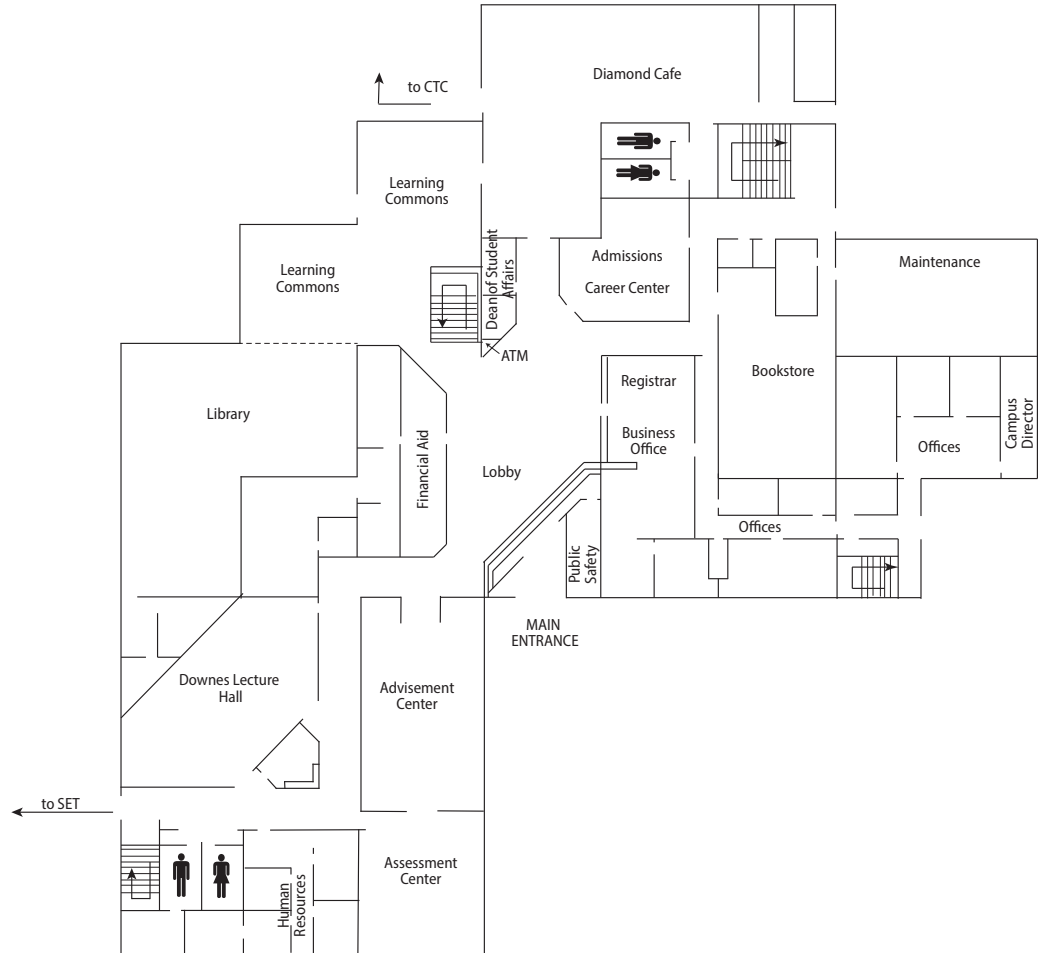 Diamond Cafe
to CTC
Learning
Commons
Learning
Commons
Dean of Student
Affairs
Admissions
Career Center
Maintenance
ATM
Library
Financial Aid
Registrar
Business
Office
Bookstore
Offices
Campus
Director
Lobby
Offices
Public
Safety
MAIN
ENTRANCE
Downes Lecture
Hall
Advisement
Center
to SET
Assessment
Center
Human
Resources